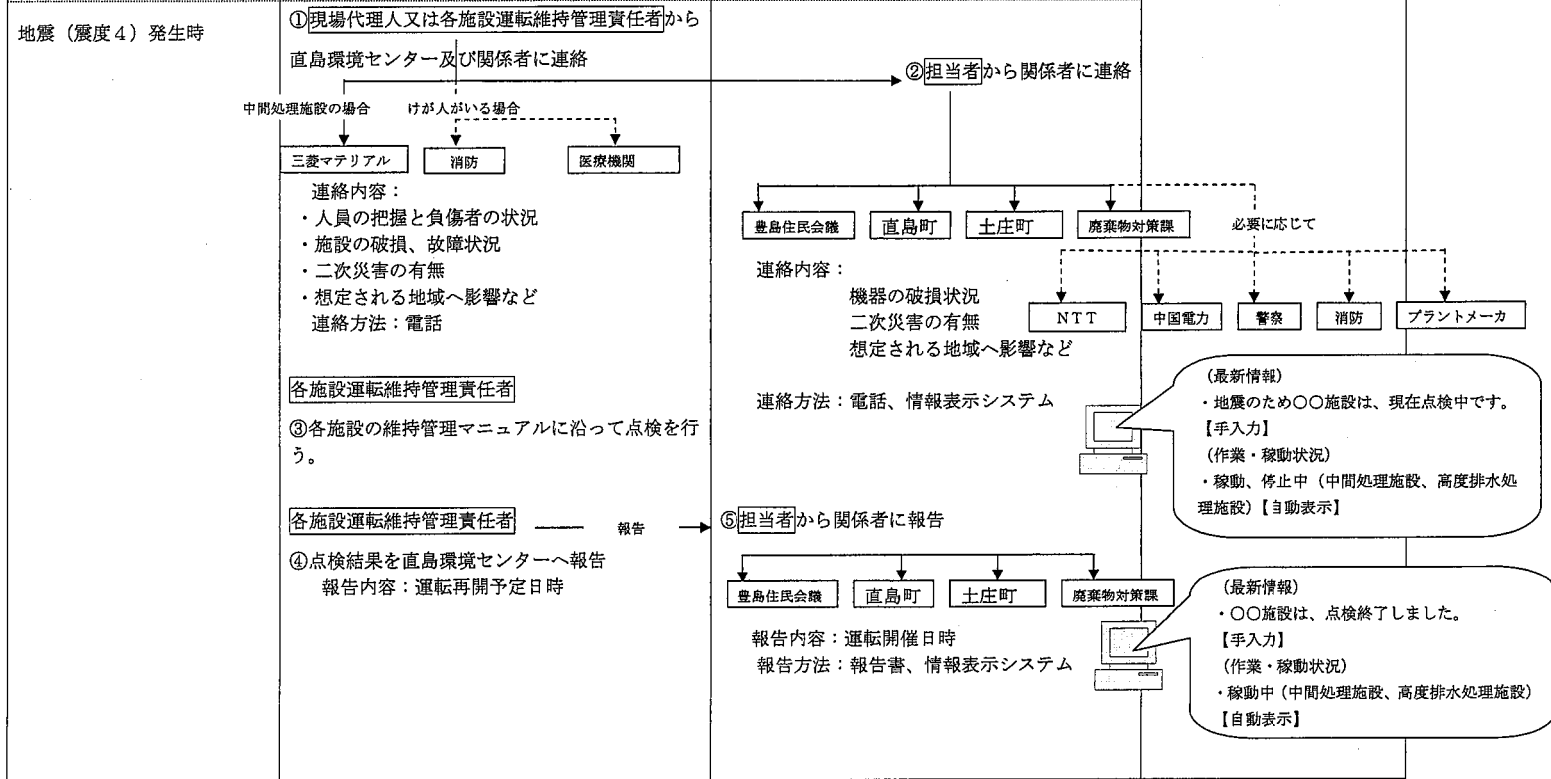 地震（震度４）発生時
①現場代理人又は各施設運転維持管理責任者から
直島環境センター及び関係者に連絡
中間処理施設の場合
けが人がいる場合
三菱マテリアル
消防
医療機関
連絡内容：
・人員の把握と負傷者の状況
・施設の破損、故障状況
・二次災害の有無
・想定される地域へ影響など
連絡方法：電話
各施設運転維持管理責任者
③各施設の維持管理マニュアルに沿って点検を行
う。
各施設運転維持管理責任者
報告
④点検結果を直島環境センターへ報告
報告内容：運転再開予定日時
②担当者から関係者に連絡
豊島住民会議
直島町
土庄町
廃棄物対策課
必要に応じて
連絡内容：
機器の破損状況
二次災害の有無
想定される地域へ影響など
ＮＴＴ
中国電力
警察
消防
プラントメーカ
連絡方法：電話、情報表示システム
（最新情報）
・地震のため〇〇施設は、現在点検中です。
【手入力】
（作業・稼動状況）
・稼動、停止中（中間処理施設、高度排水処
理施設）【自動表示】
⑤担当者から関係者に報告
豊島住民会議
直島町
土庄町
廃棄物対策課
報告内容：運転開催日時
報告方法：報告書、情報表示システム
（最新情報）
・〇〇施設は、点検終了しました。
【手入力】
（作業・稼動状況）
・稼動中（中間処理施設、高度排水処理施設）
【自動表示】